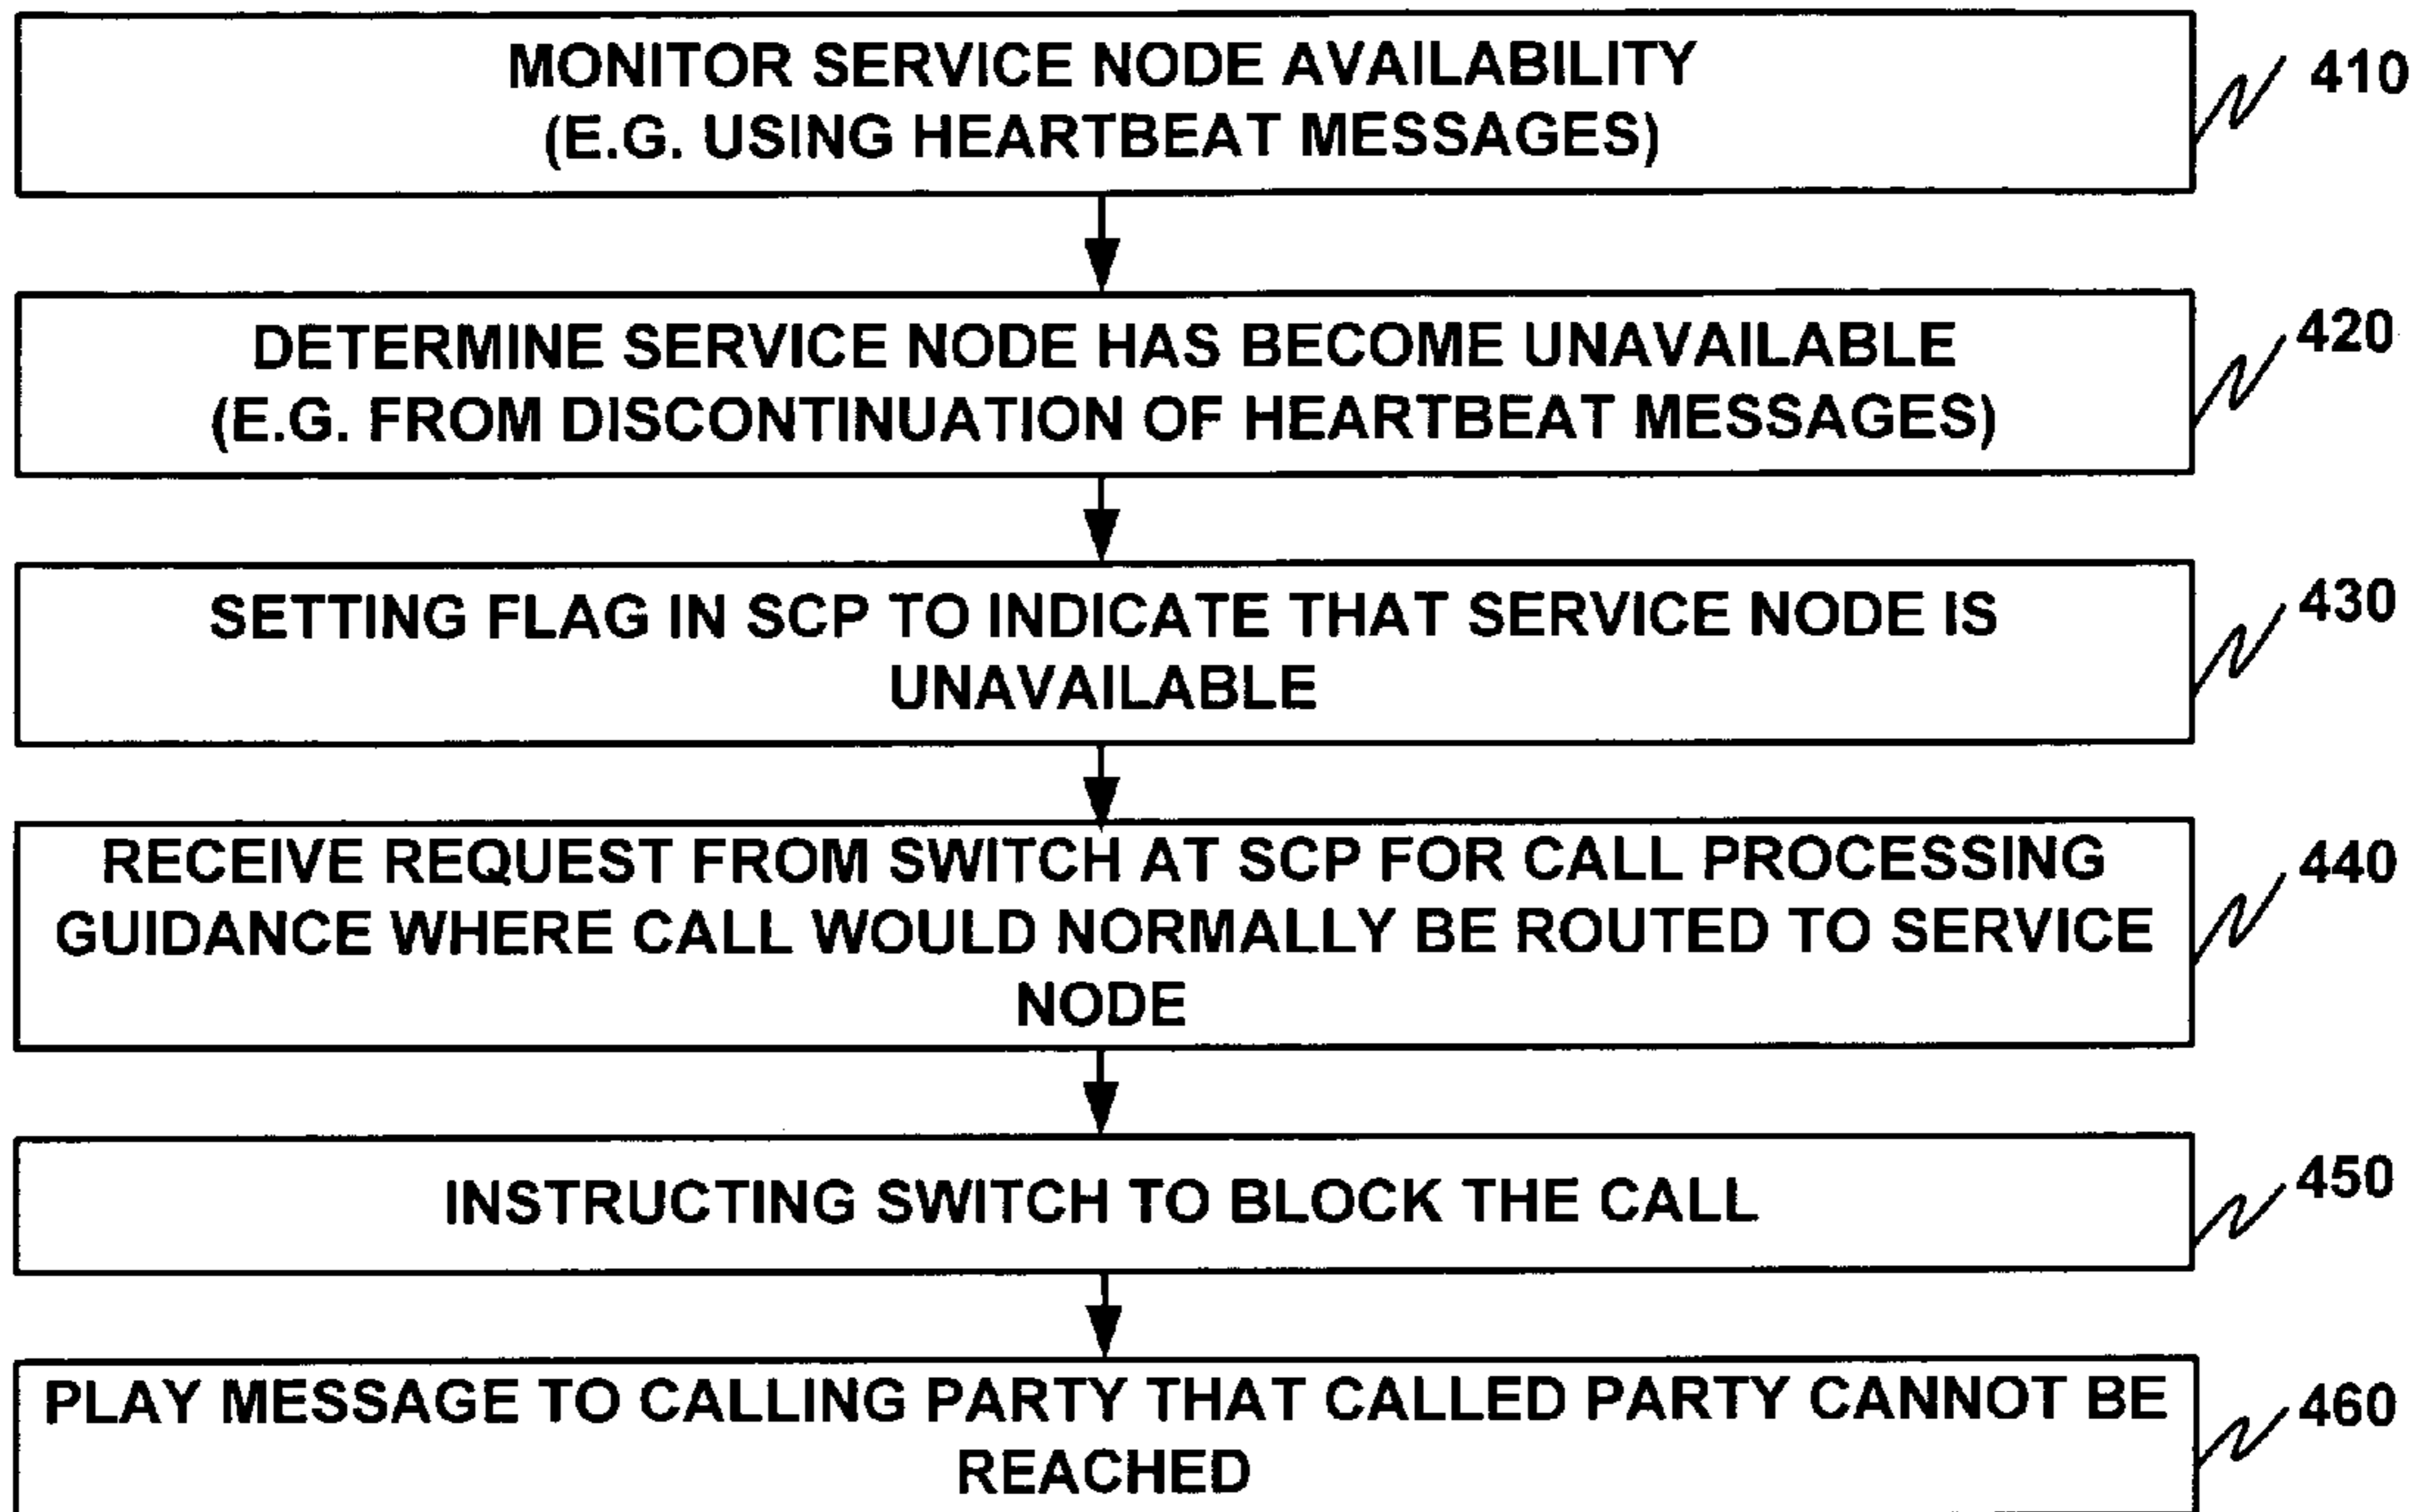 MONITOR SERVICE NODE AVAILABILITY
(E.G. USING HEARTBEAT MESSAGES)
410
DETERMINE SERVICE NODE HAS BECOME UNAVAILABLE
(E.G. FROM DISCONTINUATION OF HEARTBEAT MESSAGES)
420
SETTING FLAG IN SCP TO INDICATE THAT SERVICE NODE IS
UNAVAILABLE
430
RECEIVE REQUEST FROM SWITCH AT SCP FOR CALL PROCESSING
GUIDANCE WHERE CALL WOULD NORMALLY BE ROUTED TO SERVICE
NODE
440
INSTRUCTING SWITCH TO BLOCK THE CALL
450
PLAY MESSAGE TO CALLING PARTY THAT CALLED PARTY CANNOT BE
REACHED
460